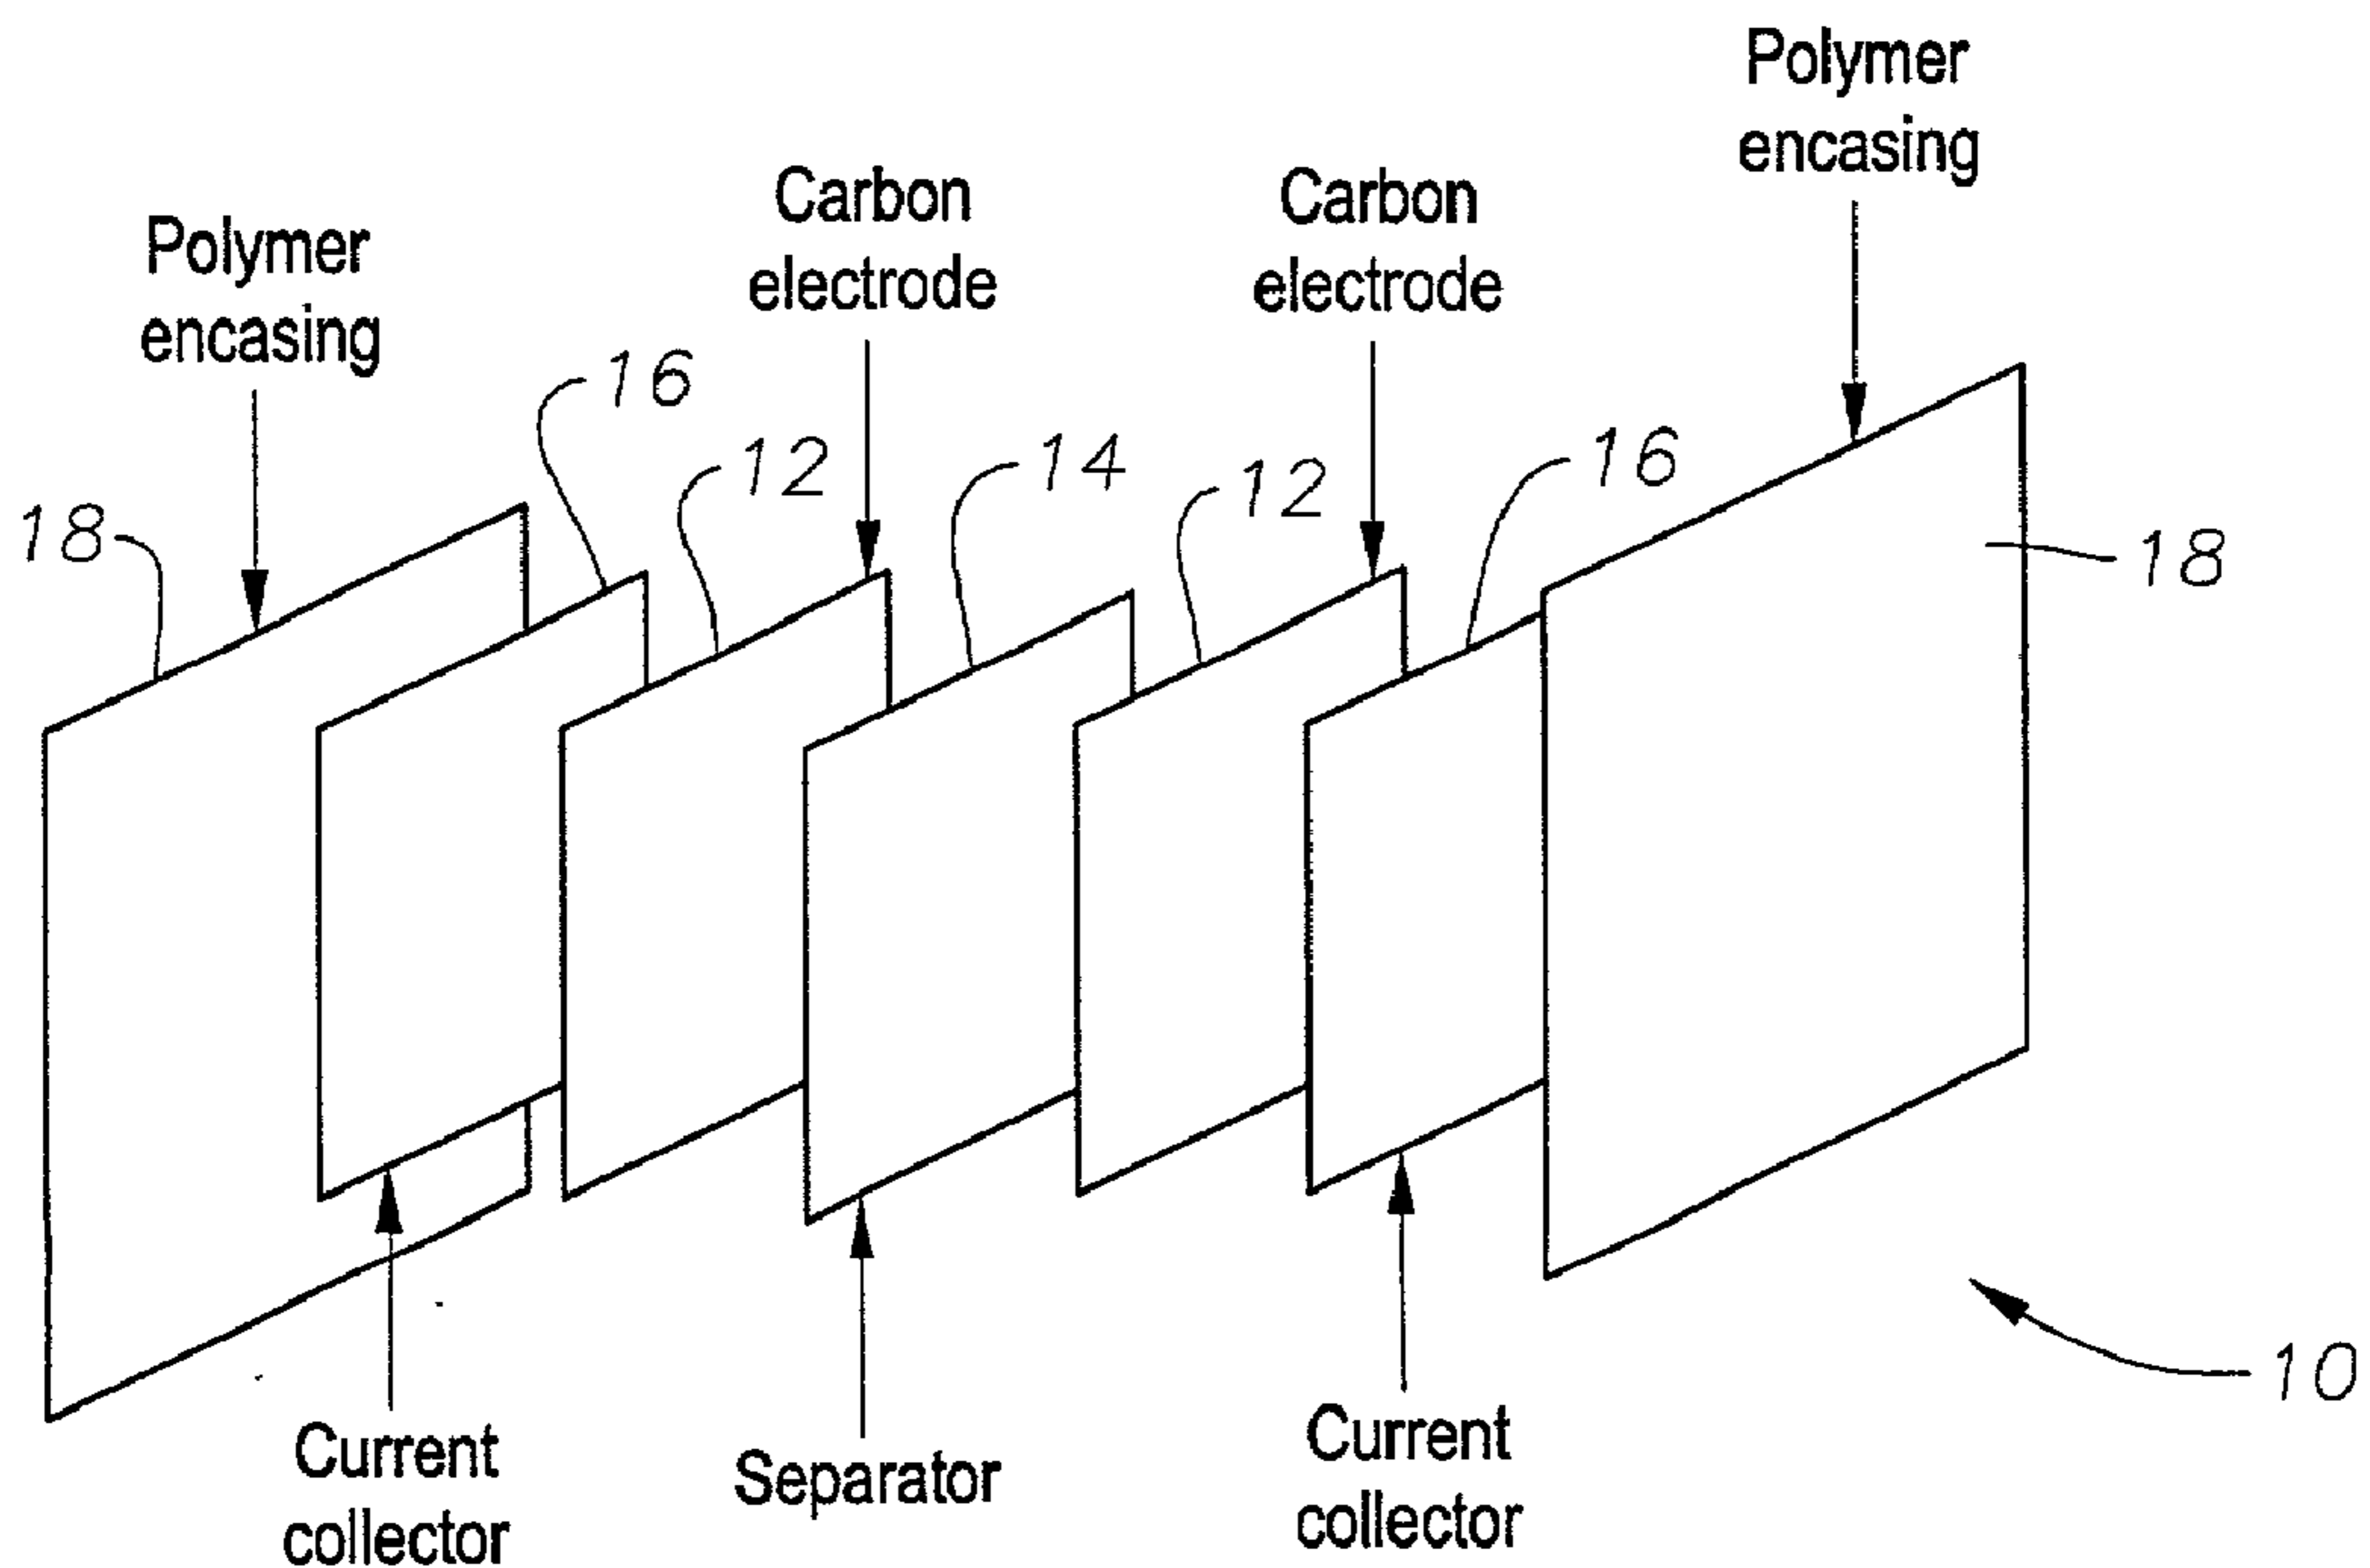 Polymer
encasing
Carbon
electrode
Carbon
electrode
Polymer
encasing
16
12
14
12
16
18
18
10
Current
collector
Separator
Current
collector